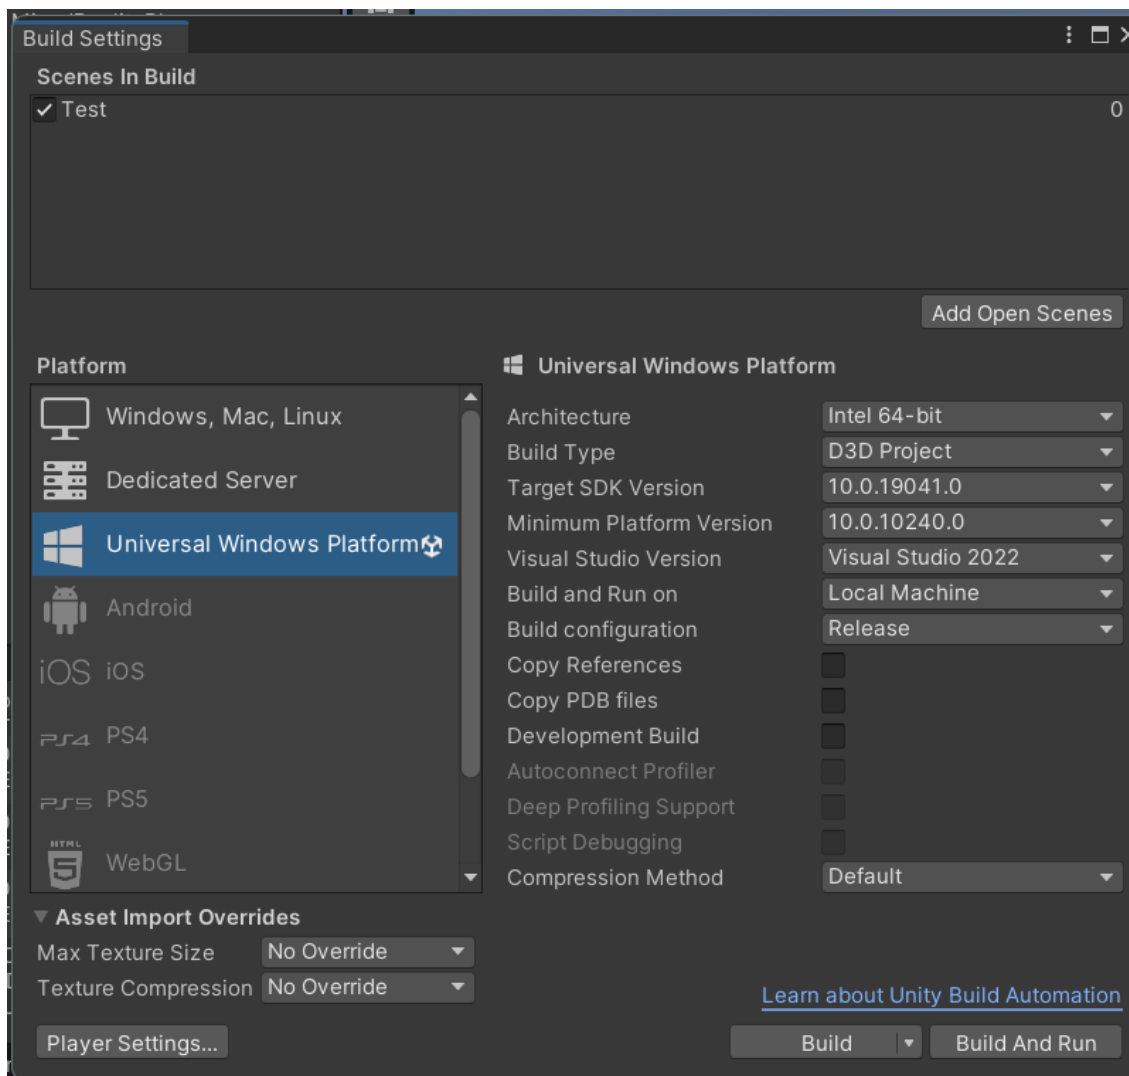 Build Settings
Scenes In Build
Test 0
Add Open Scenes
Platform
Windows, Mac, Linux
Dedicated Server
Universal Windows Platform
Android
iOS iOS
PS4 PS4
PS5 PS5
HTML 5 WebGL
Universal Windows Platform
Architecture Intel 64-bit
Build Type D3D Project
Target SDK Version 10.0.19041.0
Minimum Platform Version 10.0.10240.0
Visual Studio Version Visual Studio 2022
Build and Run on Local Machine
Build configuration Release
Copy References
Copy PDB files
Development Build
Autoconnect Profiler
Deep Profiling Support
Script Debugging
Compression Method Default
Asset Import Overrides
Max Texture Size No Override
Texture Compression No Override
Learn about Unity Build Automation
Player Settings...
Build
Build And Run